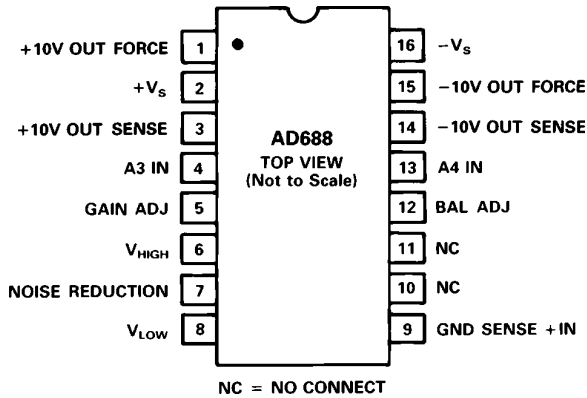 +10V OUT FORCE 1 16 −Vs
+Vs 2 15 −10V OUT FORCE
+10V OUT SENSE 3 14 −10V OUT SENSE
AD688
TOP VIEW
(Not to Scale)
A3 IN 4 13 A4 IN
GAIN ADJ 5 12 BAL ADJ
VHIGH 6 11 NC
NOISE REDUCTION 7 10 NC
VLOW 8 9 GND SENSE +IN
NC = NO CONNECT